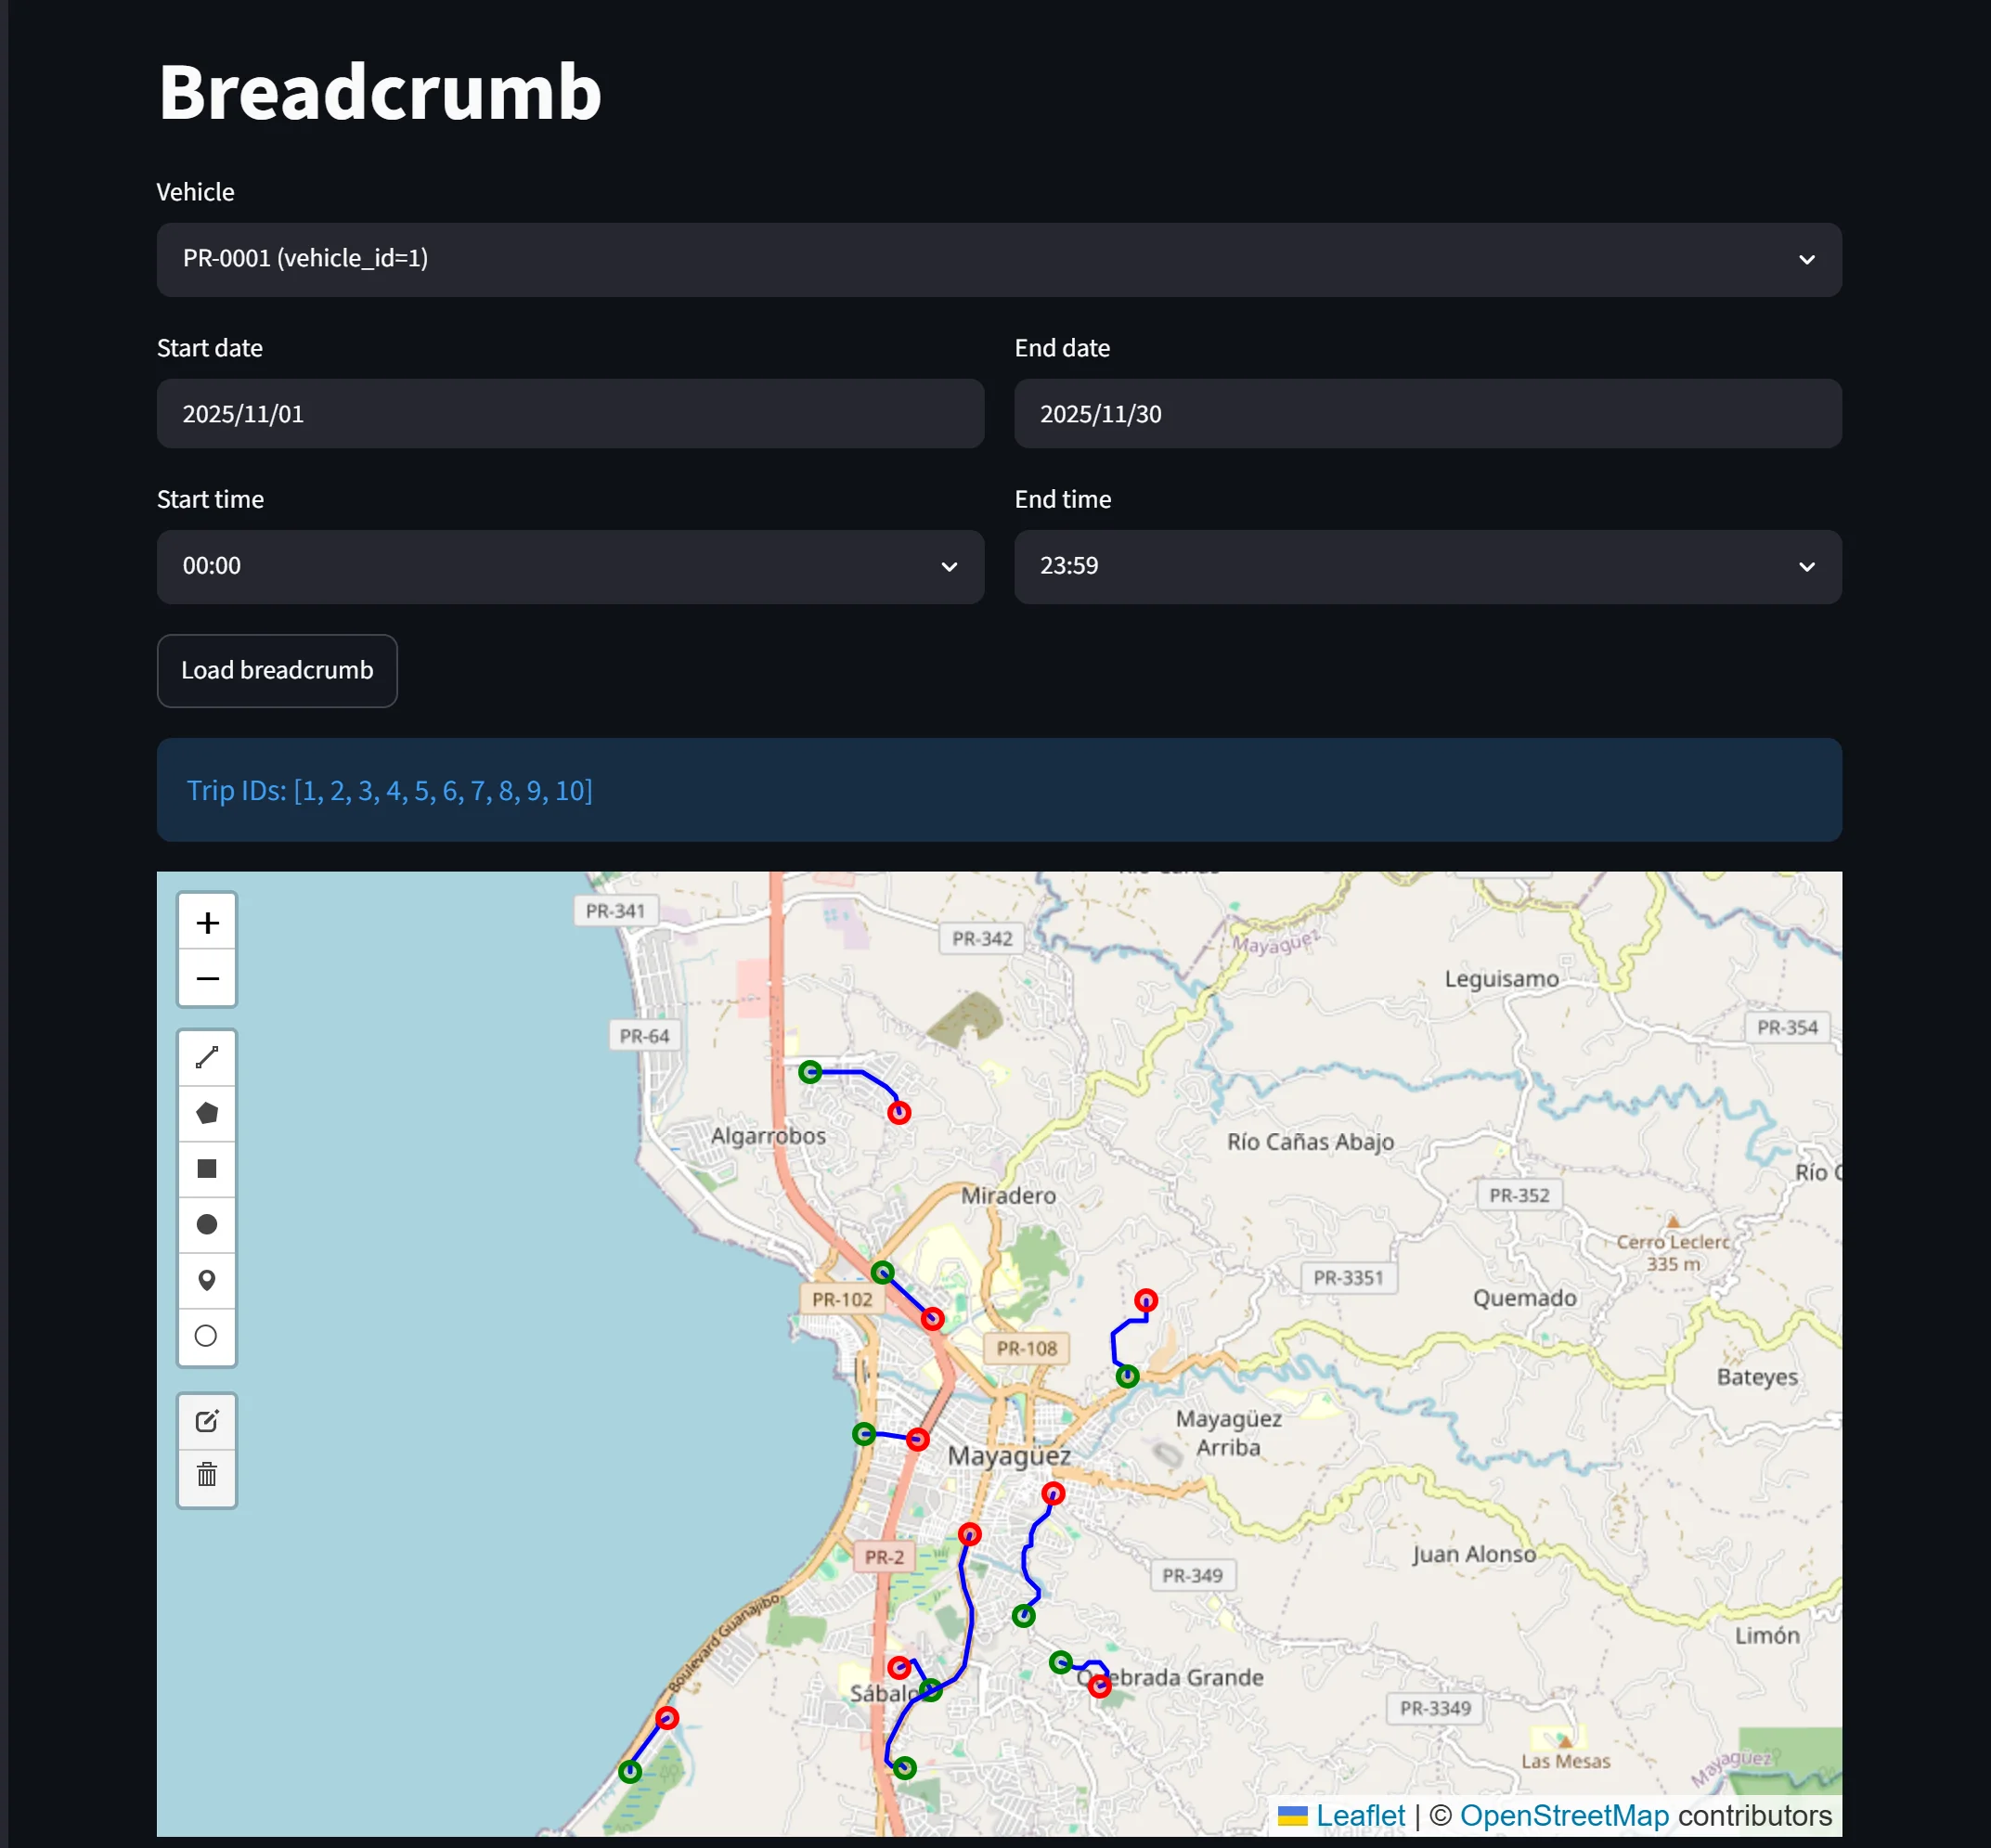 Breadcrumb
Vehicle
PR-0001 (vehicle_id=1)
Start date
End date
2025/11/01
2025/11/30
Start time
End time
00:00
23:59
Load breadcrumb
Trip IDs: [1, 2, 3, 4, 5, 6, 7, 8, 9, 10]
PR-341
PR-342
Mayagüez
Leguisamo
PR-354
PR-64
Algarrobos
Río Cañas Abajo
Río C
Miradero
PR-352
Cerro Leclerc
335 m
PR-3351
PR-102
Quemado
PR-108
Bateyes
Mayagüez
Arriba
Mayagüez
PR-2
Juan Alonso
PR-349
Boulevard Guanajibo
Limón
Quebrada Grande
Sábalo
PR-3349
Las Mesas
Mayagüez
+
−
Leaflet | © OpenStreetMap contributors